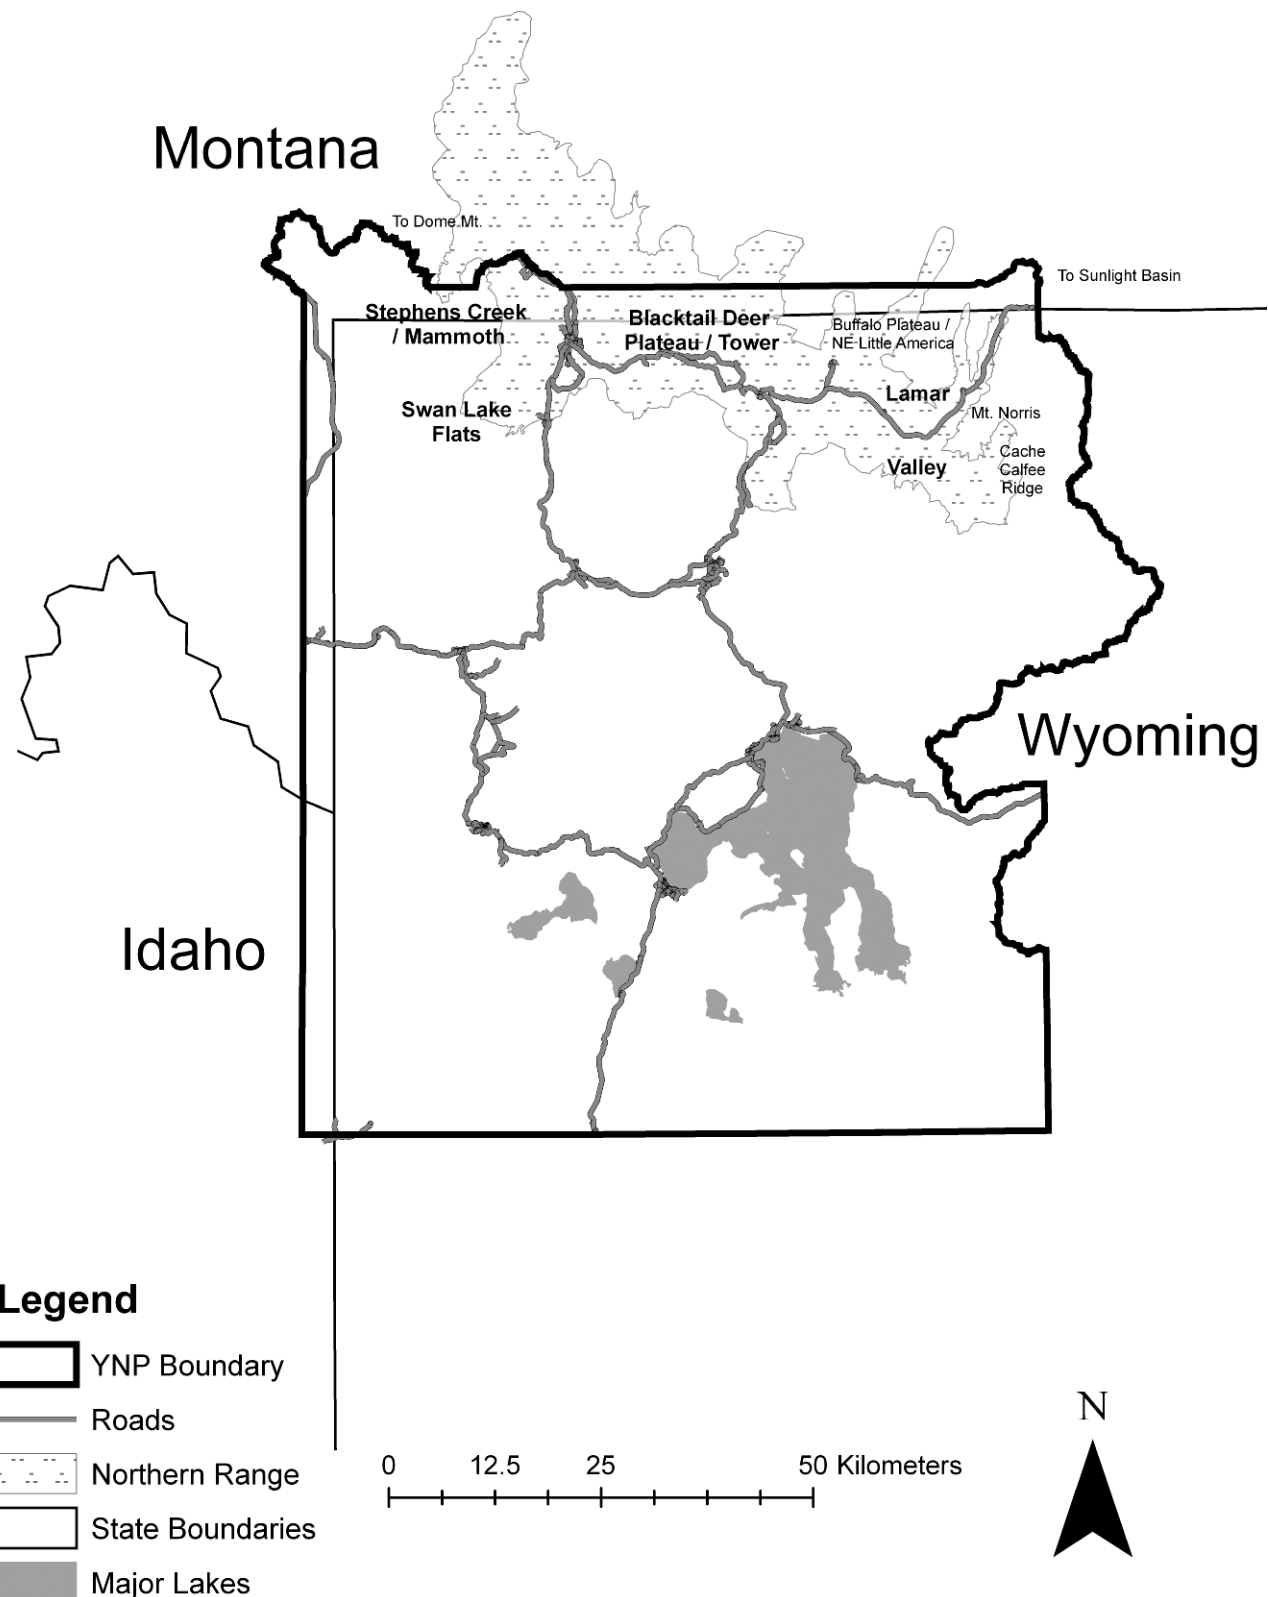 Montana
To Dome Mt.
To Sunlight Basin
Stephens Creek
/ Mammoth
Blacktail Deer
Plateau / Tower
Buffalo Plateau /
NE Little America
Lamar
Swan Lake
Flats
Mt. Norris
Valley
Cache
Calfee
Ridge
Wyoming
Idaho
Legend
YNP Boundary
Roads
Northern Range
State Boundaries
Major Lakes
0 12.5 25 50 Kilometers
N